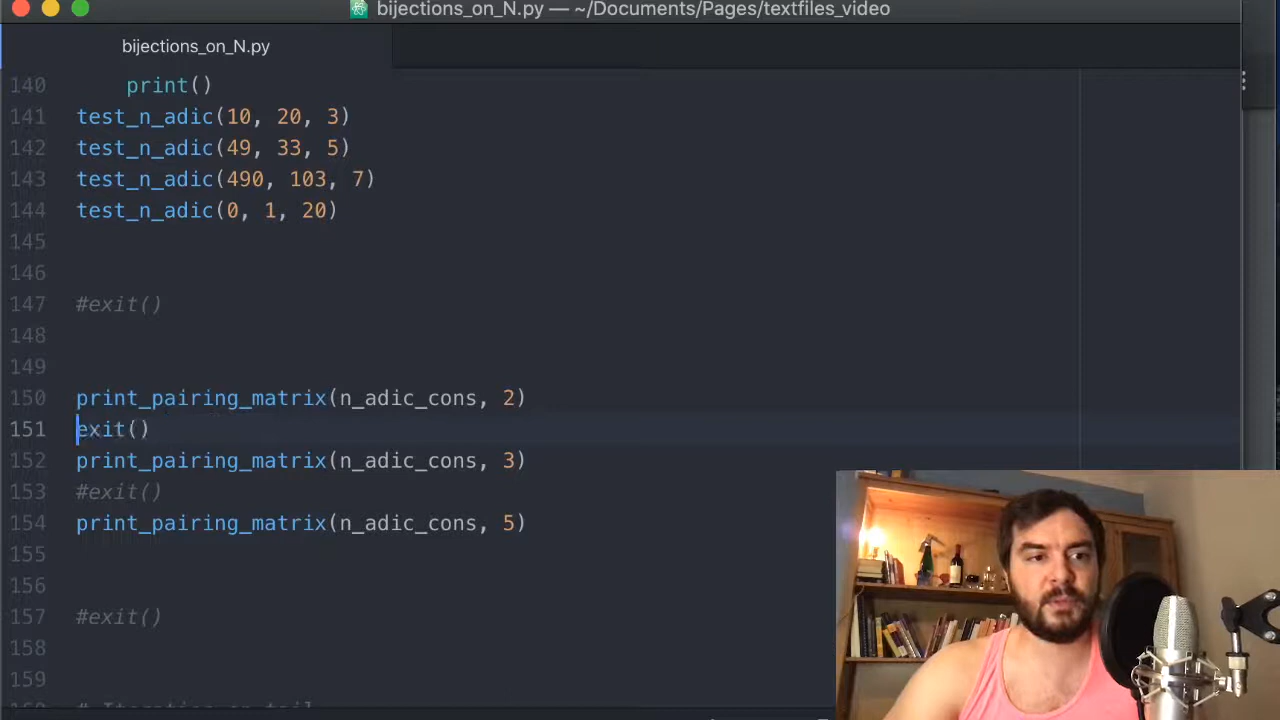 bijections_on_N.py — ~/Documents/Pages/textfiles_video
bijections_on_N.py
140 print()
141 test_n_adic(10, 20, 3)
142 test_n_adic(49, 33, 5)
143 test_n_adic(490, 103, 7)
144 test_n_adic(0, 1, 20)
145
146
147 #exit()
148
149
150 print_pairing_matrix(n_adic_cons, 2)
151 exit()
152 print_pairing_matrix(n_adic_cons, 3)
153 #exit()
154 print_pairing_matrix(n_adic_cons, 5)
155
156
157 #exit()
158
159